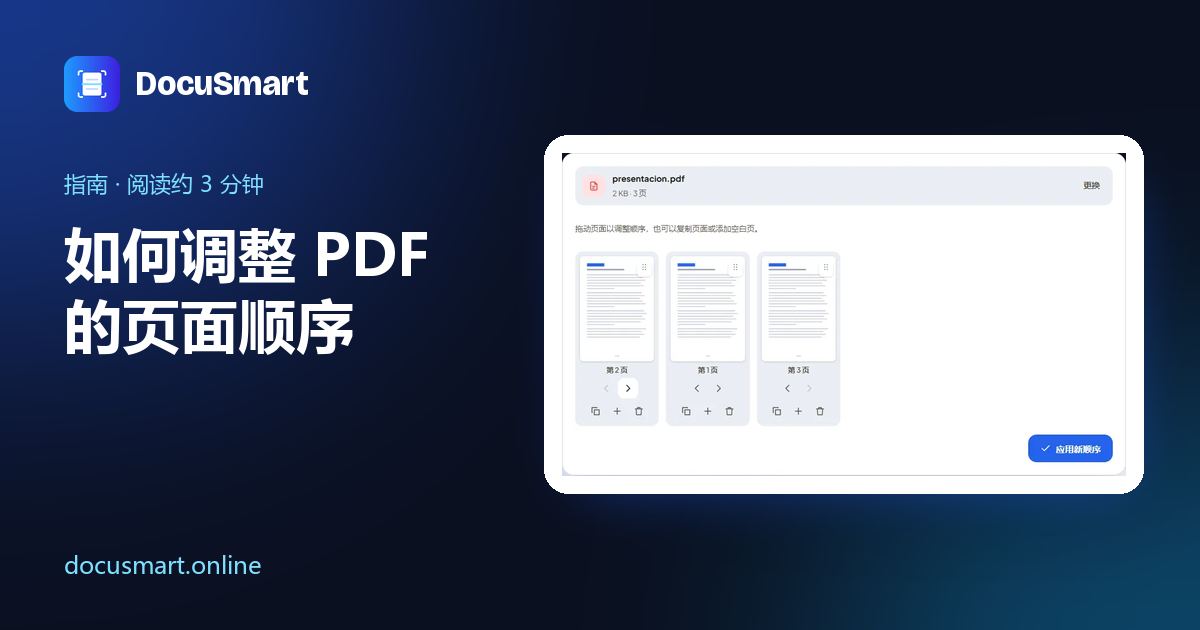 DocuSmart
指南 · 阅读约 3 分钟
如何调整 PDF
的页面顺序
docusmart.online
presentacion.pdf
2 KB · 3 页
更换
拖动页面以调整顺序，也可以复制页面或添加空白页。
第 2 页
第 1 页
第 3 页
应用新顺序